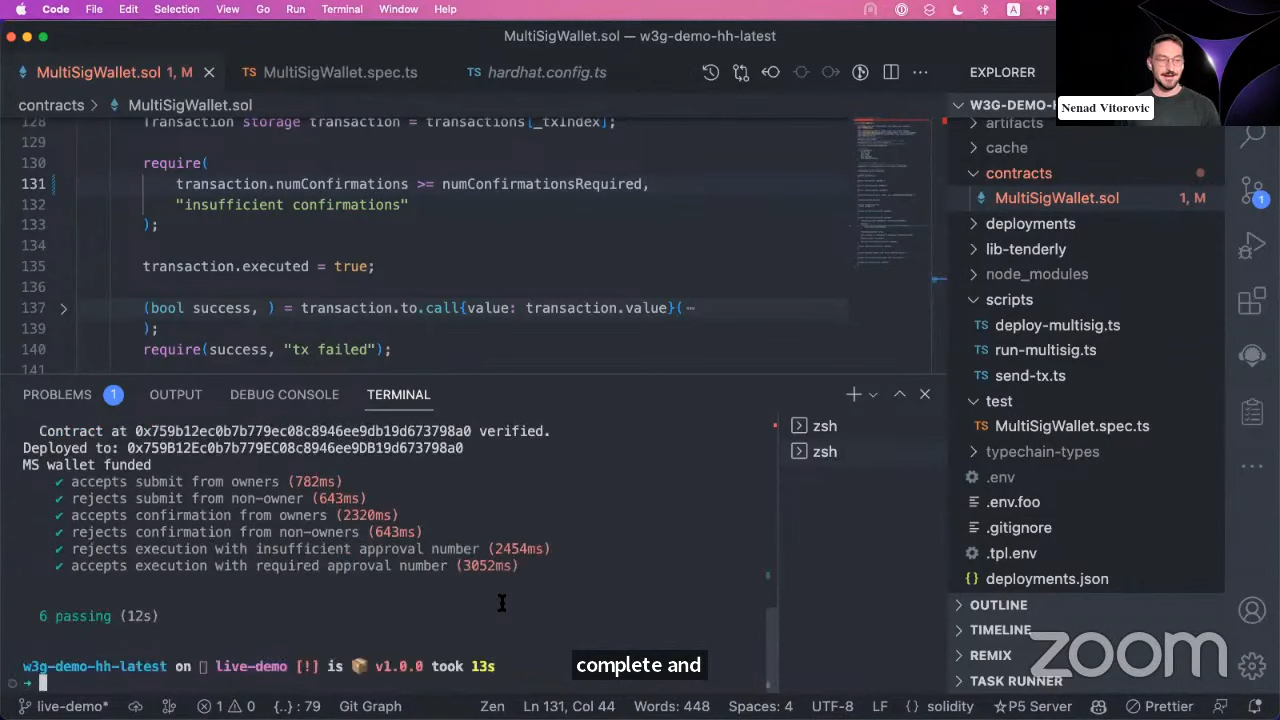 Code File Edit Selection View Go Run Terminal Window Help
MultiSigWallet.sol — w3g-demo-hh-latest
MultiSigWallet.sol 1, M
MultiSigWallet.spec.ts
hardhat.config.ts
contracts > MultiSigWallet.sol
128 Transaction storage transaction = transactions[_txIndex];
129
130 require(
131 transaction.numConfirmations >= numConfirmationsRequired,
132 "insufficient confirmations"
133 );
134
135 transaction.executed = true;
136
137 (bool success, ) = transaction.to.call{value: transaction.value}(
139 );
140 require(success, "tx failed");
141
PROBLEMS 1 OUTPUT DEBUG CONSOLE TERMINAL
Contract at 0x759b12ec0b7b779ec08c8946ee9db19d673798a0 verified.
Deployed to: 0x759B12EC0b7b779EC08c8946ee9DB19d673798a0
MS wallet funded
✔ accepts submit from owners (782ms)
✔ rejects submit from non-owner (643ms)
✔ accepts confirmation from owners (2320ms)
✔ rejects confirmation from non-owners (643ms)
✔ rejects execution with insufficient approval number (2454ms)
✔ accepts execution with required approval number (3052ms)
6 passing (12s)
w3g-demo-hh-latest on live-demo [!] is v1.0.0 took 13s
→
zsh
zsh
complete and
EXPLORER
Nenad Vitorovic
artifacts
cache
contracts
MultiSigWallet.sol 1, M
deployments
lib-tenderly
node_modules
scripts
TS deploy-multisig.ts
TS run-multisig.ts
TS send-tx.ts
test
TS MultiSigWallet.spec.ts
typechain-types
.env
.env.foo
.gitignore
.tpl.env
{} deployments.json
OUTLINE
TIMELINE
REMIX
TASK RUNNER
zoom
live-demo* 1 0 {..} : 79 Git Graph Zen Ln 131, Col 44 Words: 448 Spaces: 4 UTF-8 LF {} solidity P5 Server Prettier